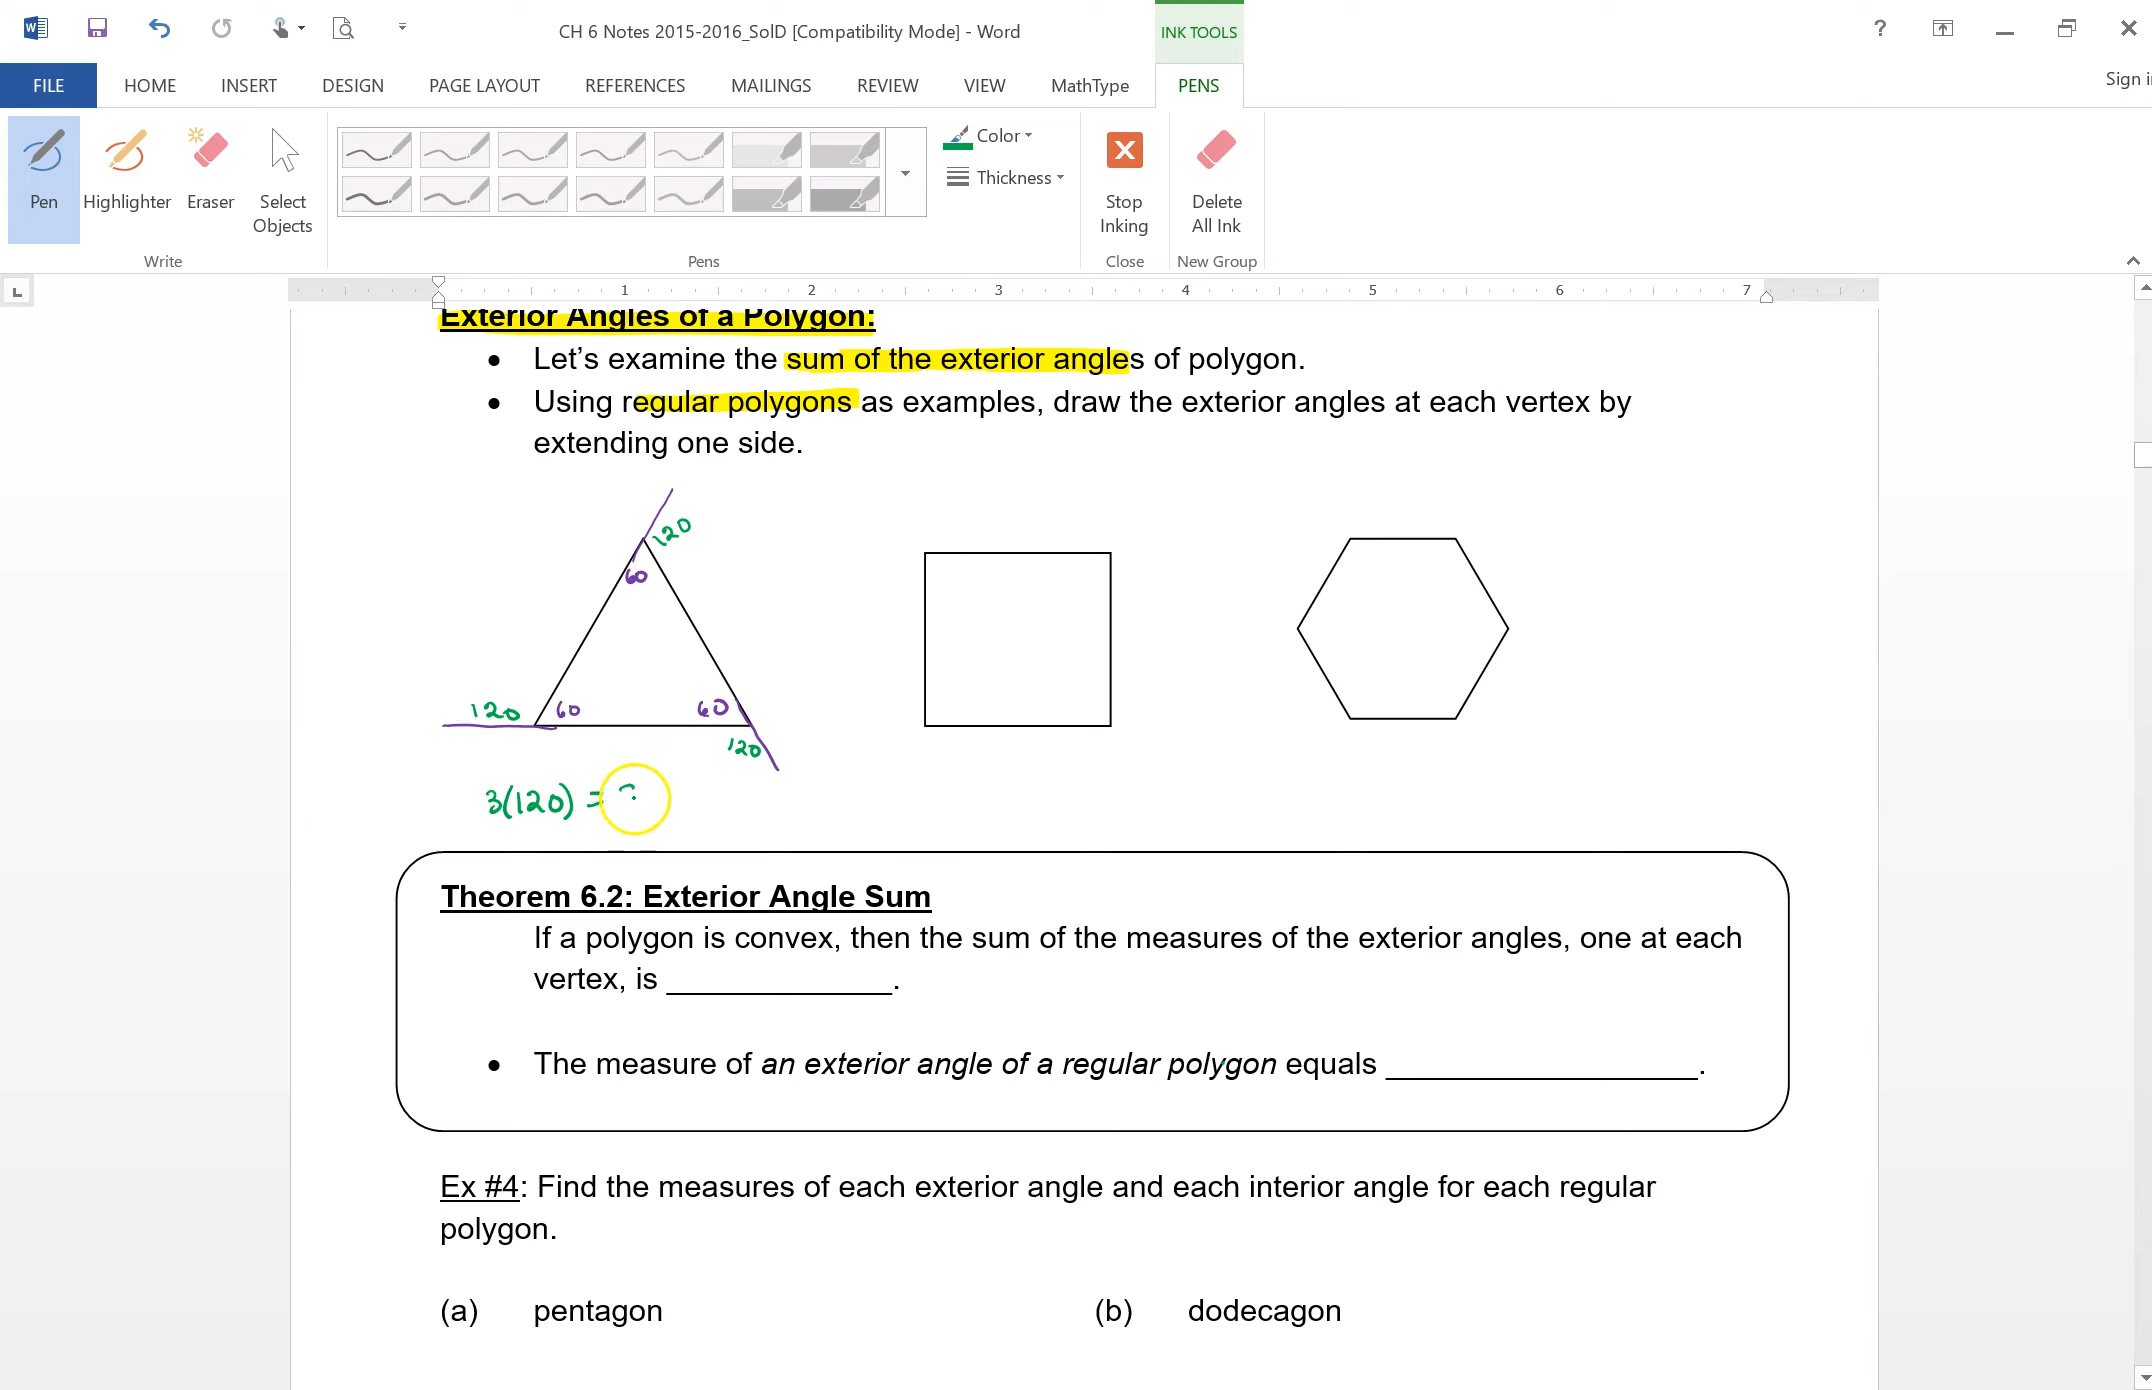 CH 6 Notes 2015-2016_SolD [Compatibility Mode] - Word
INK TOOLS
?
FILE HOME INSERT DESIGN PAGE LAYOUT REFERENCES MAILINGS REVIEW VIEW MathType PENS
Sign i
Pen Highlighter Eraser Select Objects
Color
Thickness
Stop Inking
Delete All Ink
Write Pens Close New Group
L
1 2 3 4 5 6 7
Exterior Angles of a Polygon:
• Let’s examine the sum of the exterior angles of polygon.
• Using regular polygons as examples, draw the exterior angles at each vertex by
extending one side.
120
60
120 60 60
120
3(120) =
Theorem 6.2: Exterior Angle Sum
If a polygon is convex, then the sum of the measures of the exterior angles, one at each
vertex, is _____________.
• The measure of an exterior angle of a regular polygon equals __________________.
Ex #4: Find the measures of each exterior angle and each interior angle for each regular
polygon.
(a) pentagon (b) dodecagon